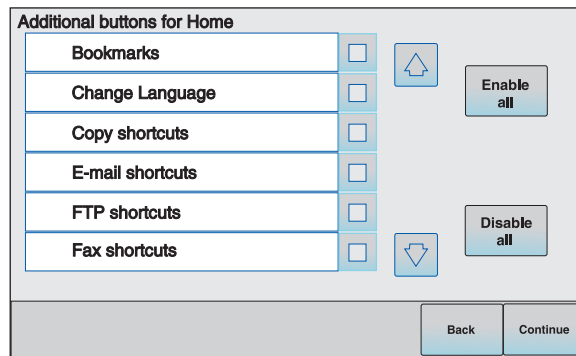 Additional buttons for Home
Bookmarks
Change Language
Copy shortcuts
E-mail shortcuts
FTP shortcuts
Fax shortcuts
Enable
all
Disable
all
Back
Continue